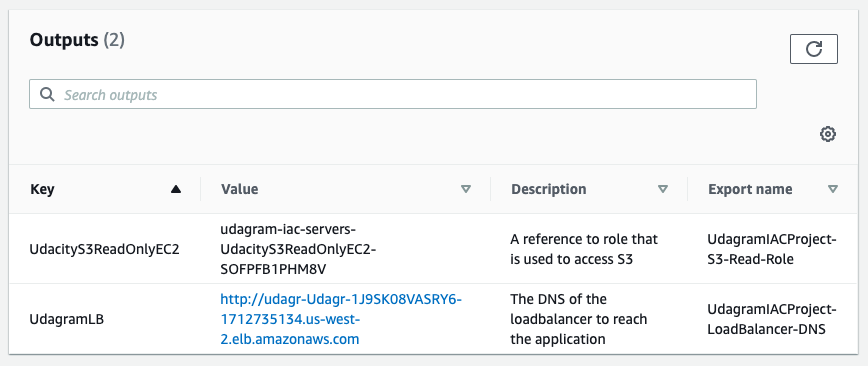 Outputs (2)
Search outputs
Key Value Description Export name
UdacityS3ReadOnlyEC2
udagram-iac-servers-
UdacityS3ReadOnlyEC2-
SOFPFB1PHM8V
A reference to role that
is used to access S3
UdagramIACProject-
S3-Read-Role
UdagramLB
http://udagr-Udagr-1J9SK08VASRY6-
1712735134.us-west-
2.elb.amazonaws.com
The DNS of the
loadbalancer to reach
the application
UdagramIACProject-
LoadBalancer-DNS